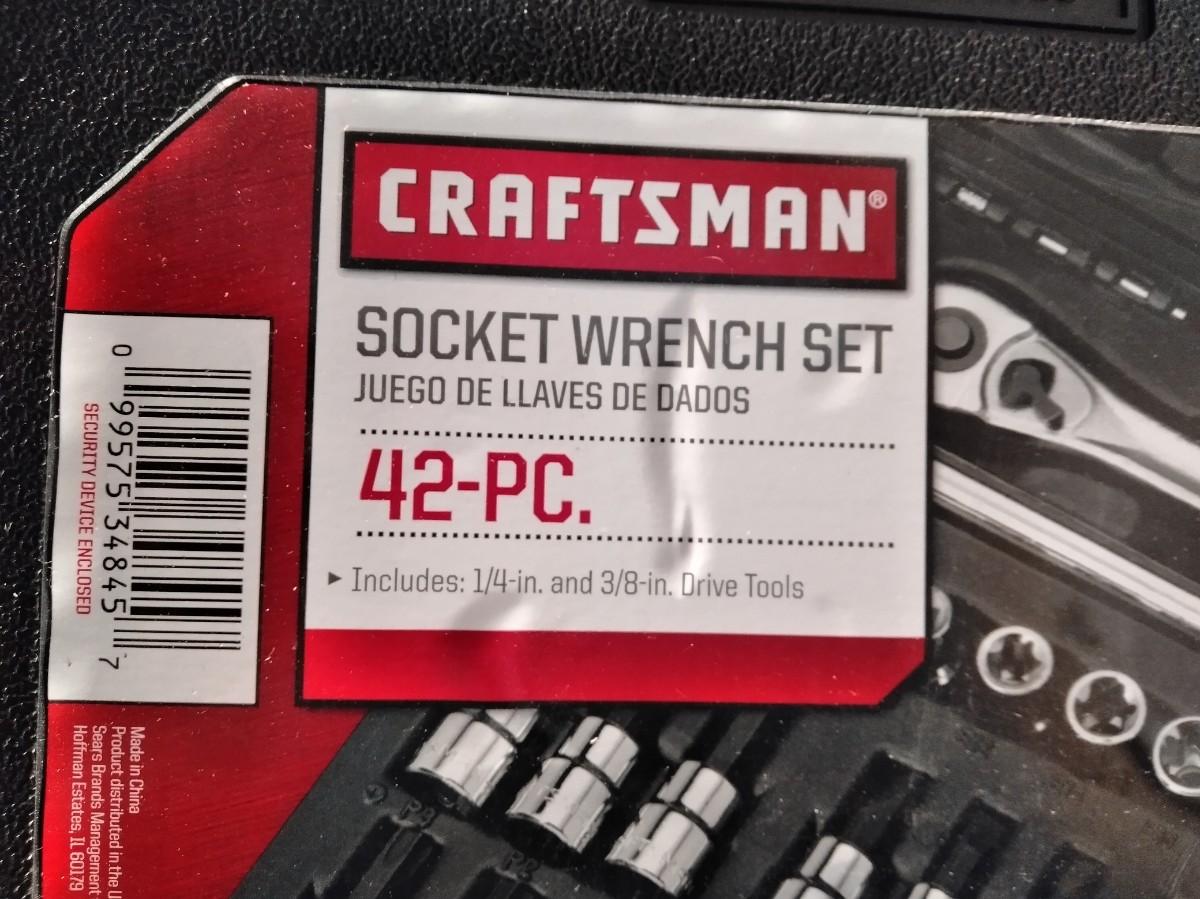 CRAFTSMAN®
SOCKET WRENCH SET
JUEGO DE LLAVES DE DADOS
42-PC.
▸ Includes: 1/4-in. and 3/8-in. Drive Tools
0 99575 34845 7
SECURITY DEVICE ENCLOSED
Made in China
Product distributed in the U
Sears Brands Management
Hoffman Estates, IL 60179